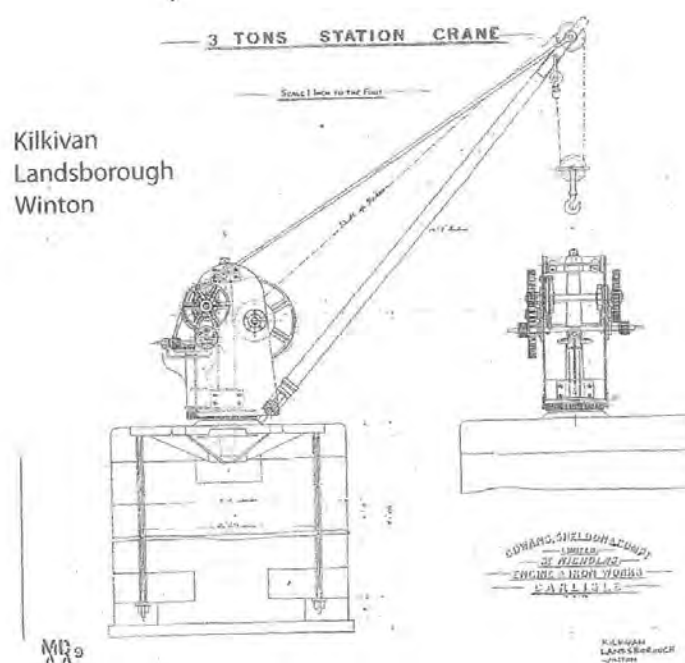 3 TONS STATION CRANE
SCALE 1 INCH TO THE FOOT
Kilkivan
Landsborough
Winton
COWANS, SHELDON & COMPY
LIMITED,
ST NICHOLAS
ENGINE & IRON WORKS
CARLISLE
KILKIVAN
LANDSBOROUGH
WINTON